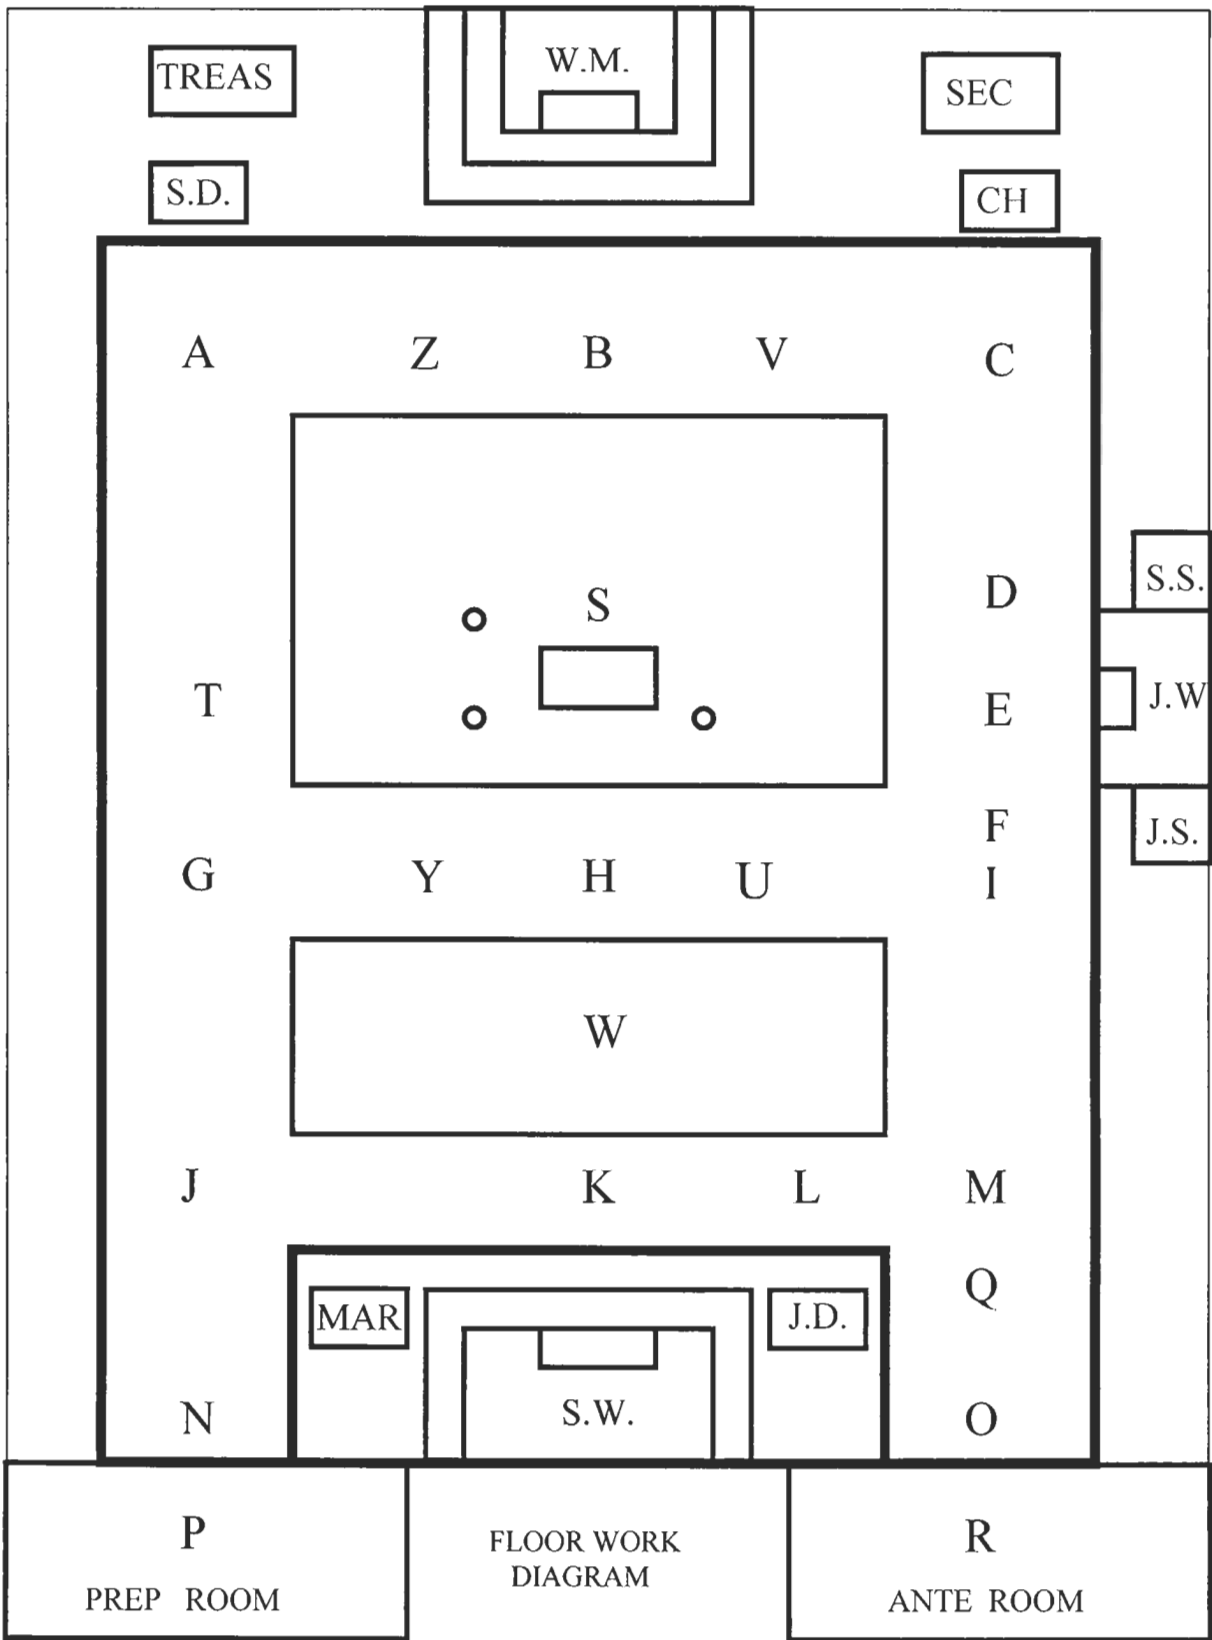 W.M.
TREAS
SEC
S.D.
CH
A Z B V C
S.S.
D
S
J.W
T
E
F
J.S.
G Y H U I
W
J K L M
Q
MAR
J.D.
S.W.
N
O
P
R
FLOOR WORK
DIAGRAM
PREP ROOM
ANTE ROOM